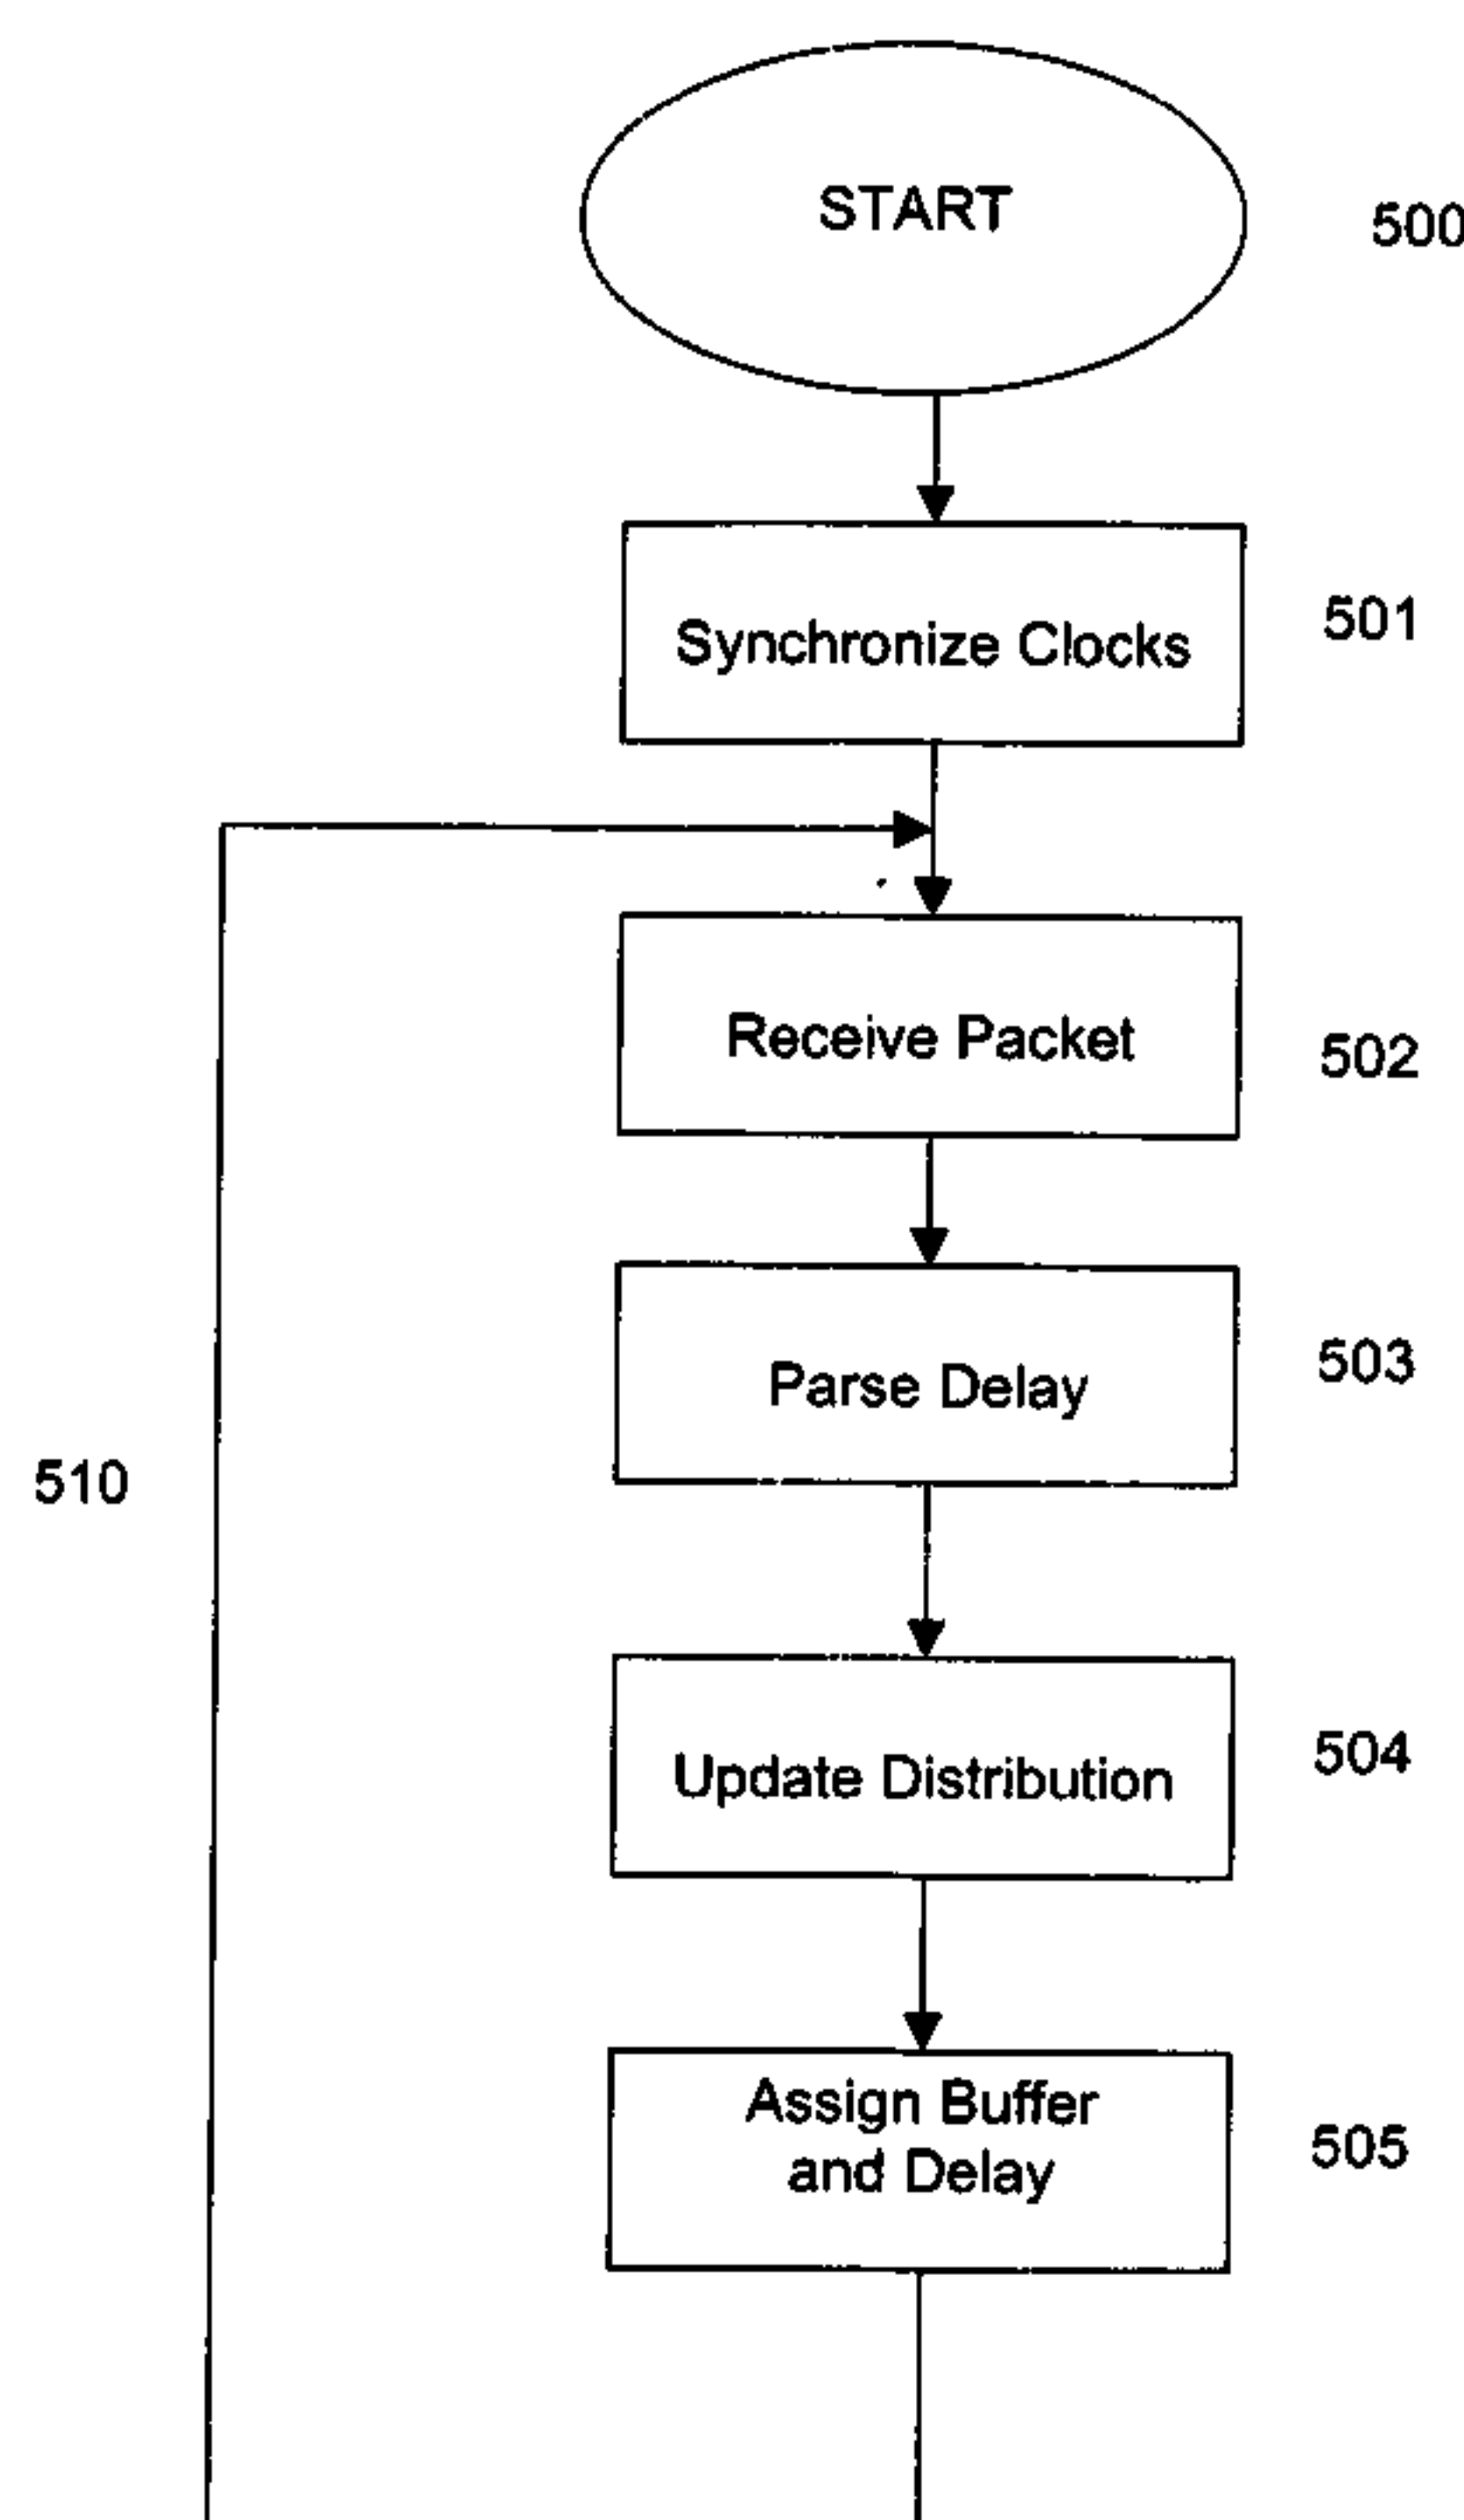 START
500
Synchronize Clocks
501
Receive Packet
502
Parse Delay
503
510
Update Distribution
504
Assign Buffer
and Delay
505